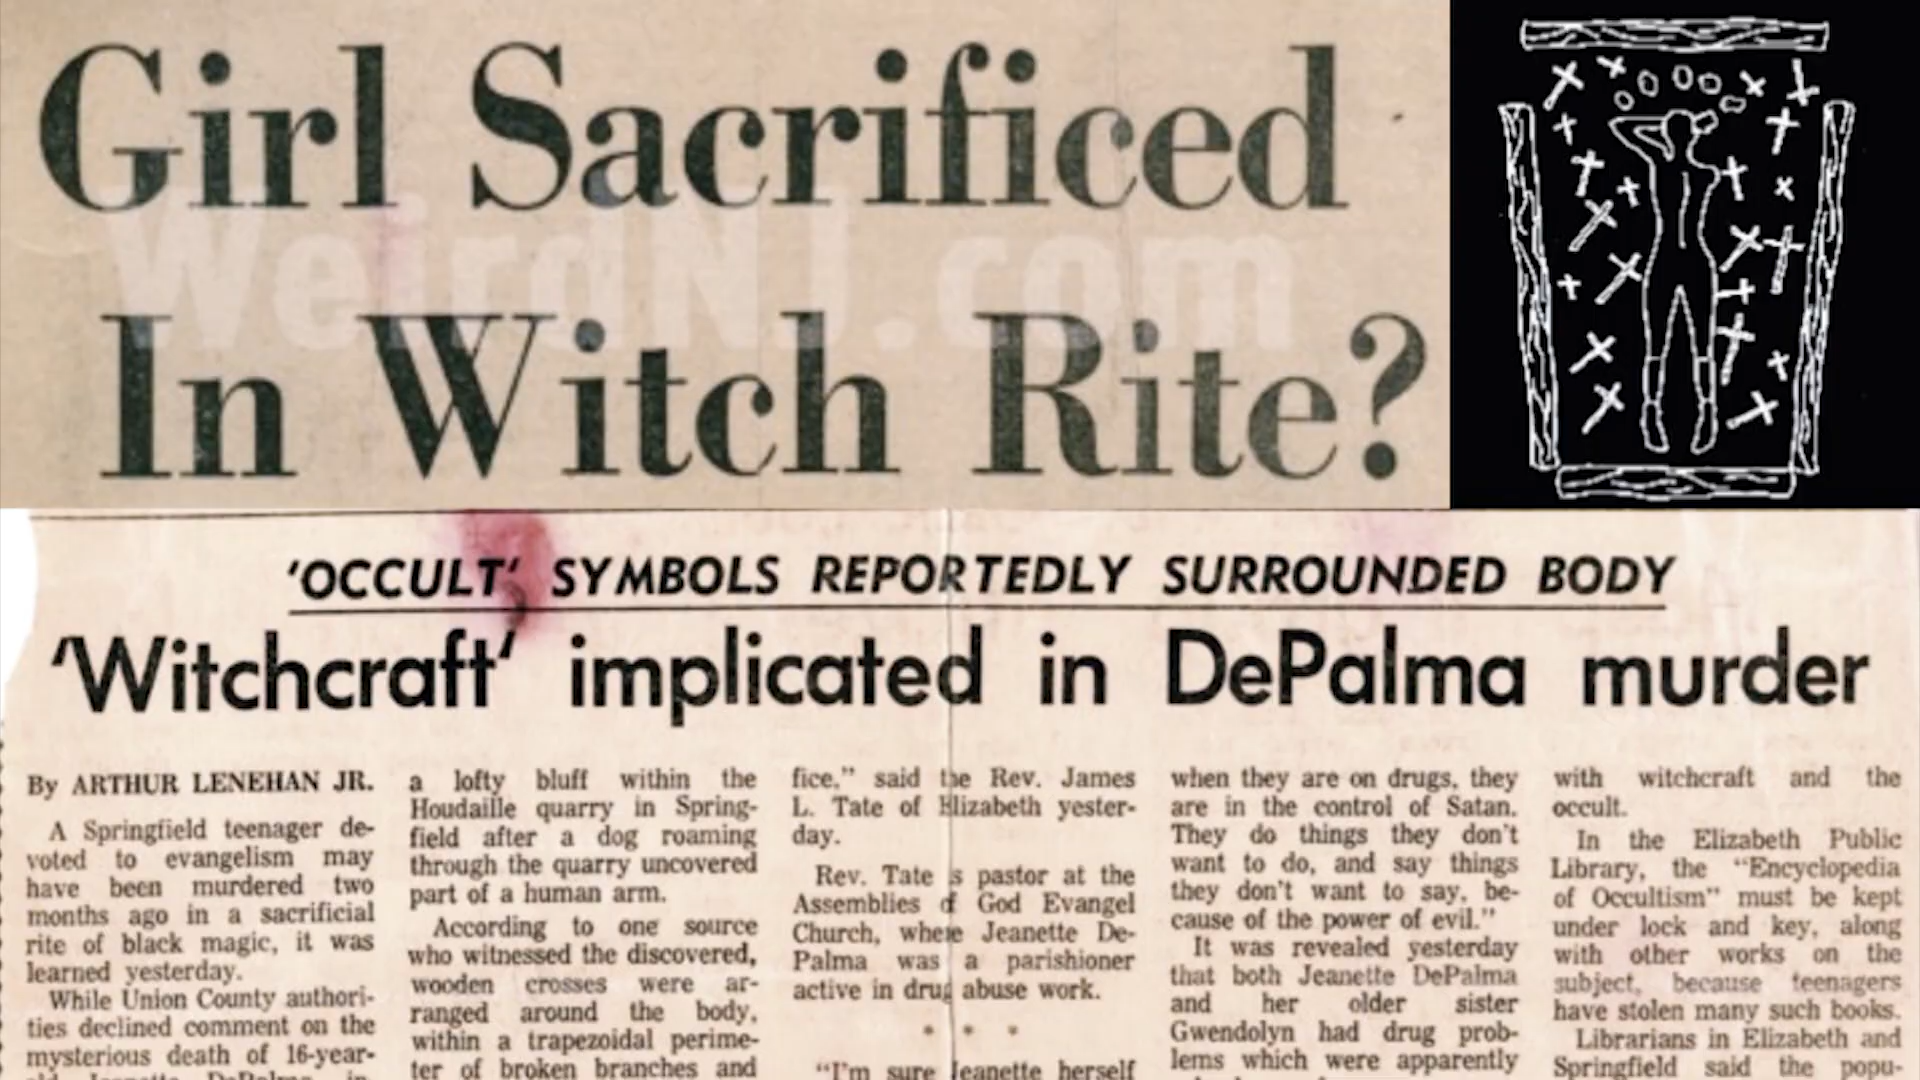 Girl Sacrificed
In Witch Rite?
WeirdNJ.com
'OCCULT' SYMBOLS REPORTEDLY SURROUNDED BODY
'Witchcraft' implicated in DePalma murder
By ARTHUR LENEHAN JR.
A Springfield teenager de-
voted to evangelism may
have been murdered two
months ago in a sacrificial
rite of black magic, it was
learned yesterday.
While Union County authori-
ties declined comment on the
mysterious death of 16-year-
old Jeanette DePalma, in
a lofty bluff within the
Houdaille quarry in Spring-
field after a dog roaming
through the quarry uncovered
part of a human arm.
According to one source
who witnessed the discovered,
wooden crosses were ar-
ranged around the body,
within a trapezoidal perime-
ter of broken branches and
fice," said the Rev. James
L. Tate of Elizabeth yester-
day.
Rev. Tate is pastor at the
Assemblies of God Evangel
Church, where Jeanette De-
Palma was a parishioner
active in drug abuse work.
* * *
"I'm sure Jeanette herself
when they are on drugs, they
are in the control of Satan.
They do things they don't
want to do, and say things
they don't want to say, be-
cause of the power of evil."
It was revealed yesterday
that both Jeanette DePalma
and her older sister
Gwendolyn had drug prob-
lems which were apparently
with witchcraft and the
occult.
In the Elizabeth Public
Library, the "Encyclopedia
of Occultism" must be kept
under lock and key, along
with other works on the
subject, because teenagers
have stolen many such books.
Librarians in Elizabeth and
Springfield said the popu-